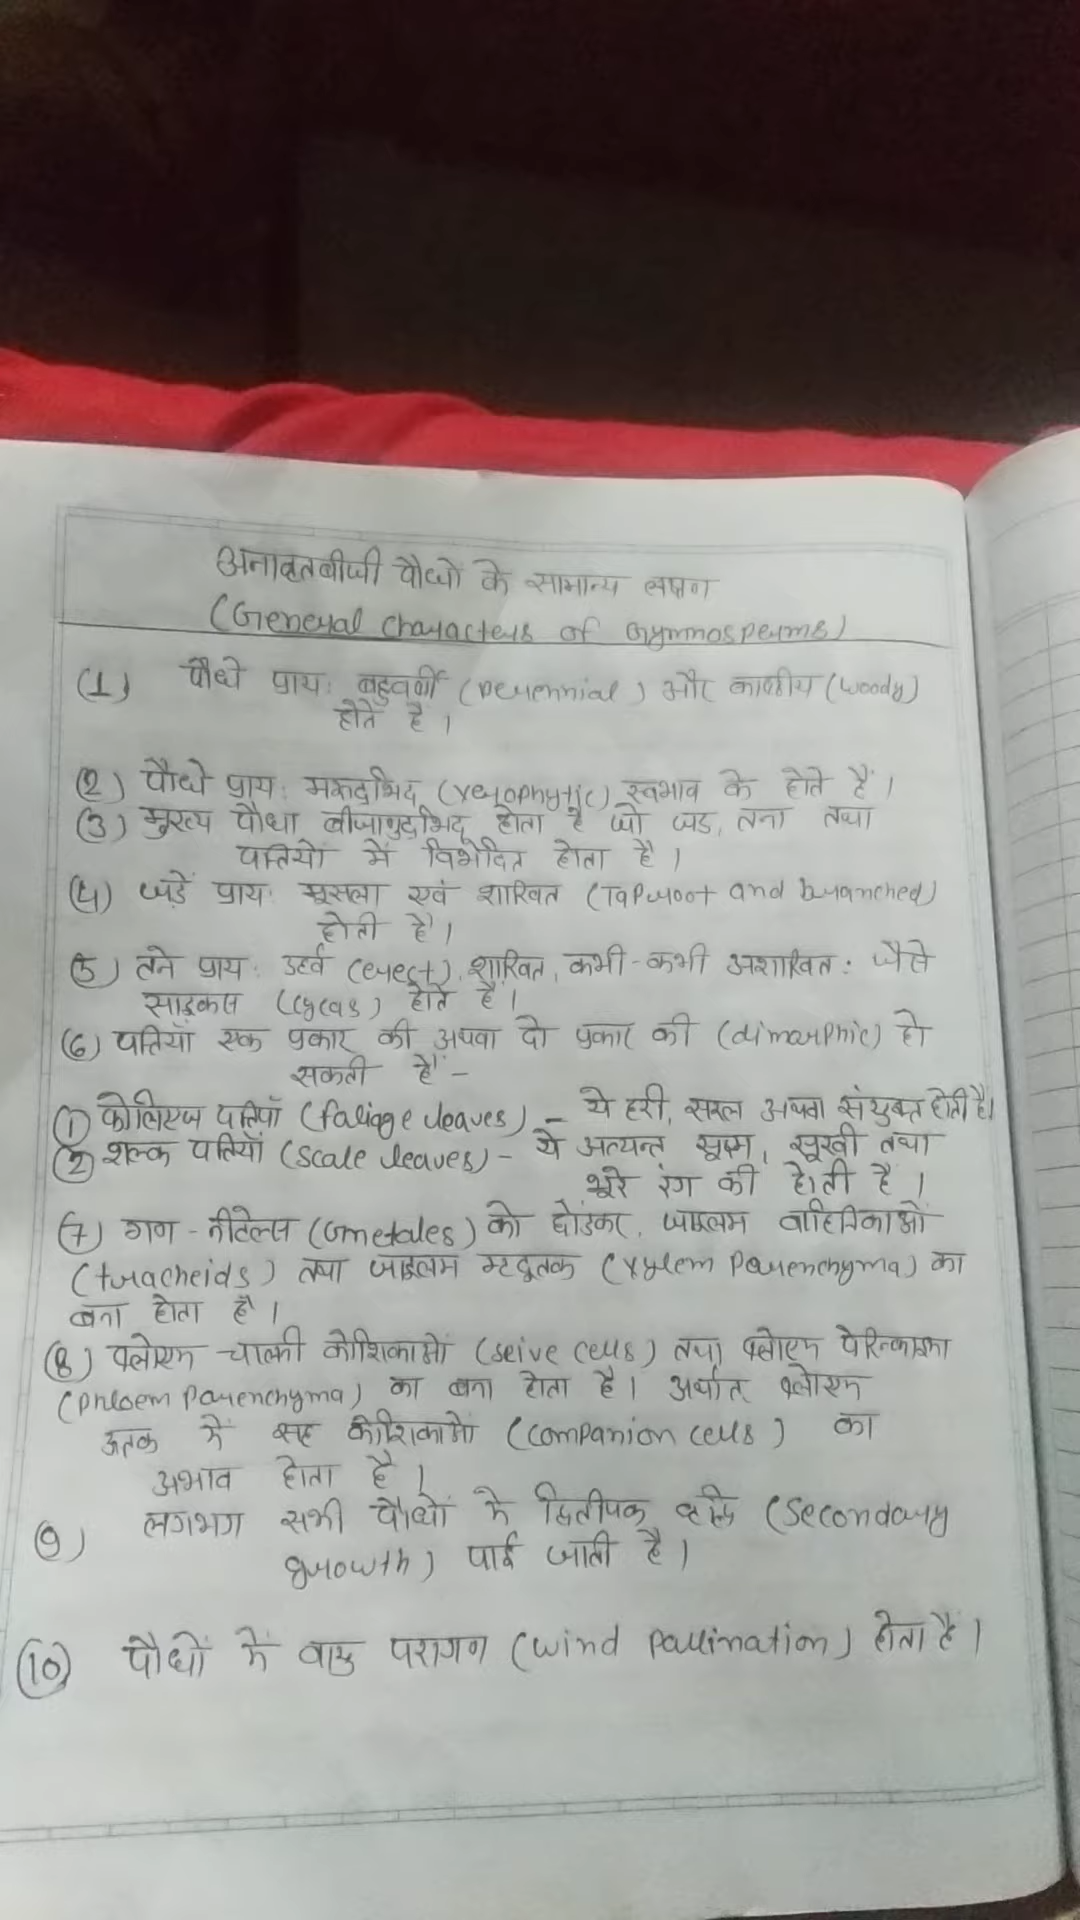 अनावृतबीजी पौधों के सामान्य लक्षण
(General characters of Gymnosperms)
(1) पौधे प्रायः बहुवर्षी (perennial) और काष्ठीय (woody)
होते हैं ।
(2) पौधे प्रायः मरूद्भिद (xerophytic) स्वभाव के होते हैं ।
(3) मुख्य पौधा बीजाणुद्भिद् होता है जो जड, तना तथा
पत्तियों में विभेदित होता है ।
(4) जड़ें प्रायः मूसला एवं शाखित (Taproot and branched)
होती है ।
(5) तने प्रायः उर्ध्व (erect), शाखित, कभी-कभी अशाखित : जैसे
साइकस (cycas) होते हैं ।
(6) पत्तियाँ एक प्रकार की अथवा दो प्रकार की (dimorphic) हो
सकती है -
(1) फोलिएज पत्तियाँ (foliage leaves) - ये हरी, सरल अथवा संयुक्त होती है।
(2) शल्क पत्तियाँ (scale leaves) - ये अत्यन्त सूक्ष्म, सूखी तथा
भूरे रंग की होती हैं ।
(7) गण - नीटेल्स (Gnetales) को छोडकर, जाइलम वाहिनिकाओं
(tracheids) तथा जाइलम मृदूतक (xylem parenchyma) का
बना होता है ।
(8) फ्लोएम चालनी कोशिकाओं (seive cells) तथा फ्लोएम पेरेन्काइमा
(phloem parenchyma) का बना होता है । अर्थात् फ्लोएम
ऊतक में सह कोशिकाओं (companion cells) का
अभाव होता है ।
(9) लगभग सभी पौधों में द्वितीयक वृद्धि (secondary
growth) पाई जाती है ।
(10) पौधों में वायु परागण (wind pallination) होता है ।